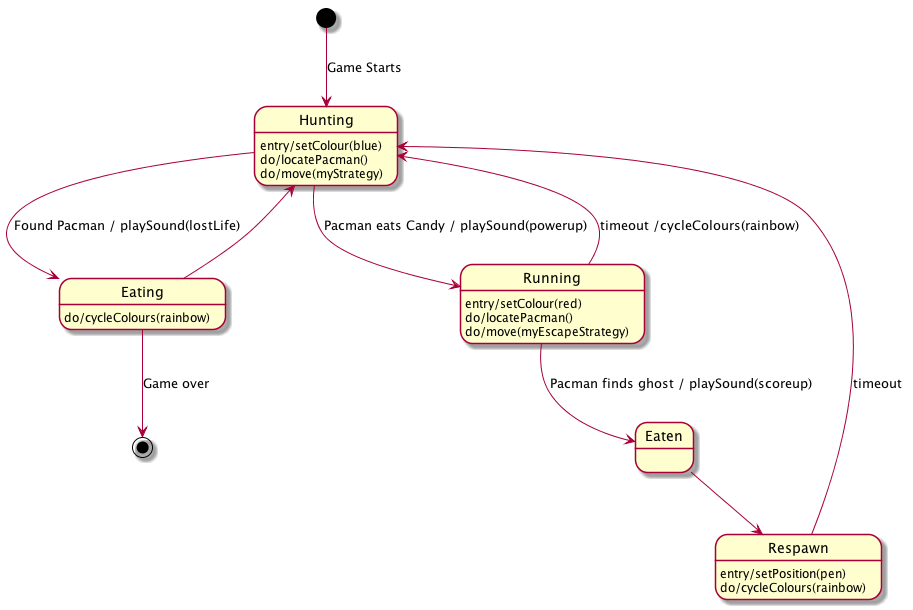 Game Starts
Hunting
entry/setColour(blue)
do/locatePacman()
do/move(myStrategy)
Found Pacman / playSound(lostLife)
Pacman eats Candy / playSound(powerup)
timeout /cycleColours(rainbow)
Eating
do/cycleColours(rainbow)
Running
entry/setColour(red)
do/locatePacman()
do/move(myEscapeStrategy)
Game over
Pacman finds ghost / playSound(scoreup)
timeout
Eaten
Respawn
entry/setPosition(pen)
do/cycleColours(rainbow)